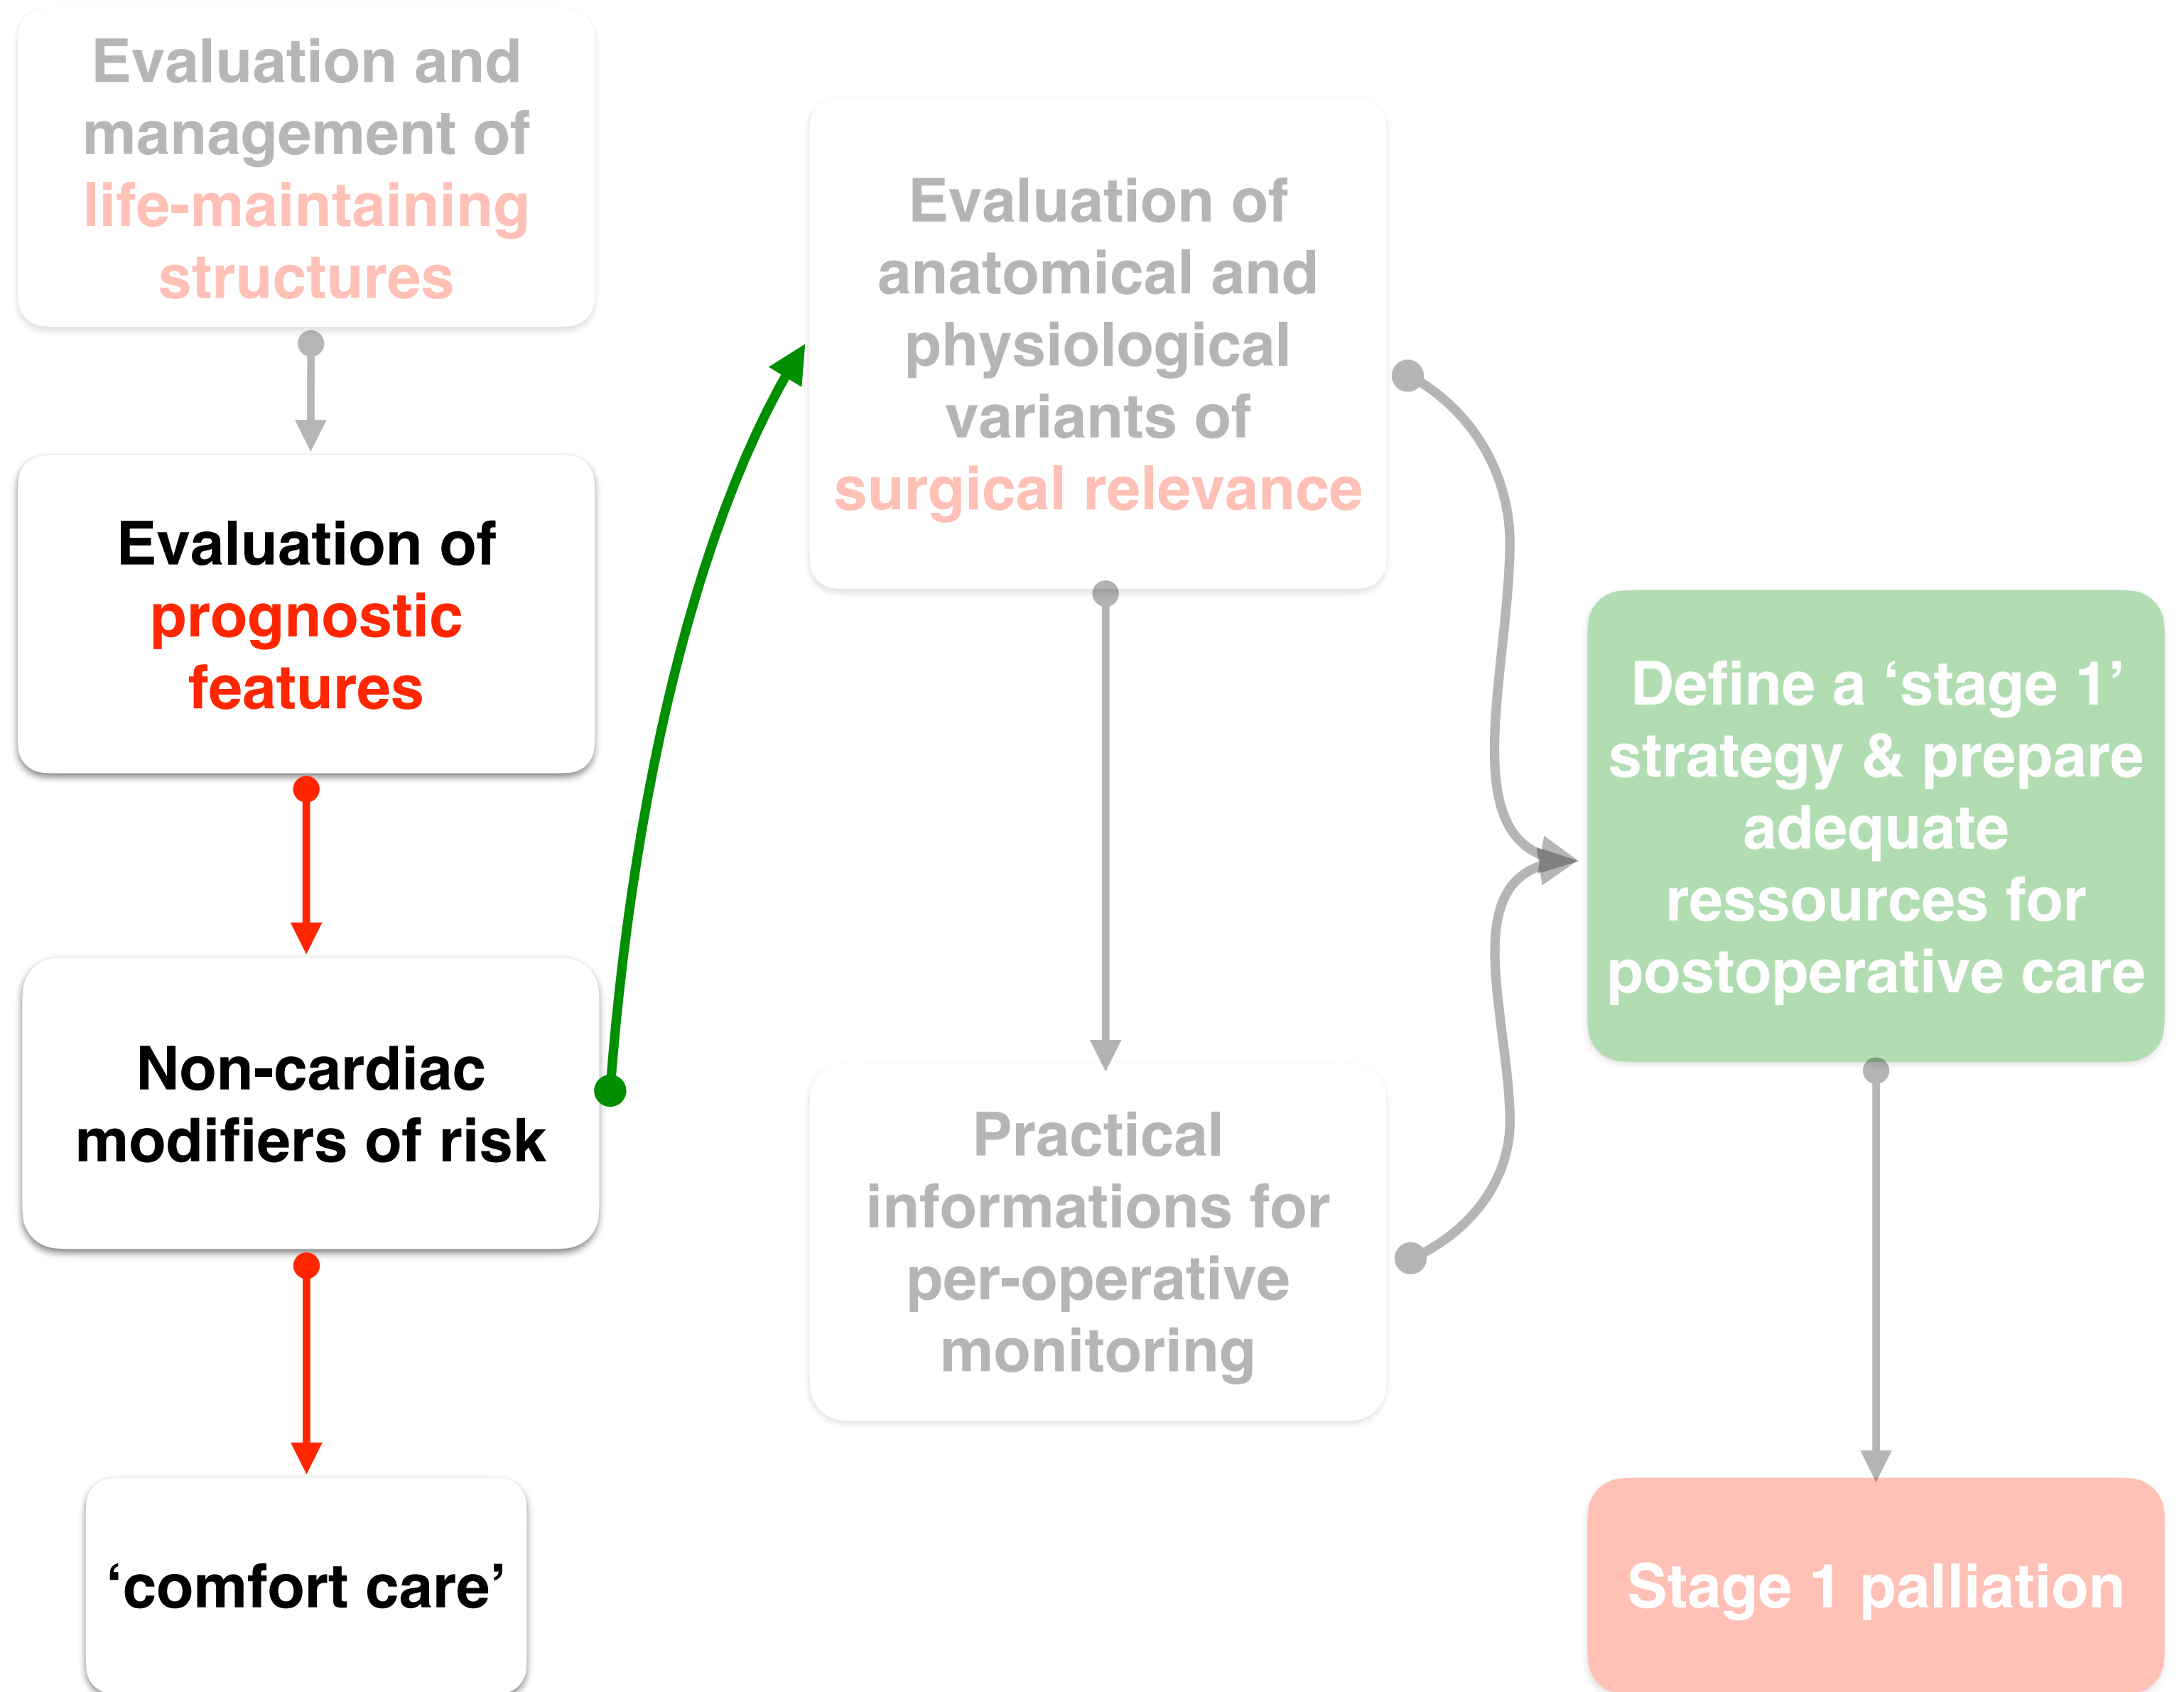 Evaluation and
management of
life-maintaining
structures
Evaluation of
prognostic
features
Non-cardiac
modifiers of risk
‘comfort care’
Evaluation of
anatomical and
physiological
variants of
surgical relevance
Practical
informations for
per-operative
monitoring
Define a ‘stage 1’
strategy & prepare
adequate
ressources for
postoperative care
Stage 1 palliation